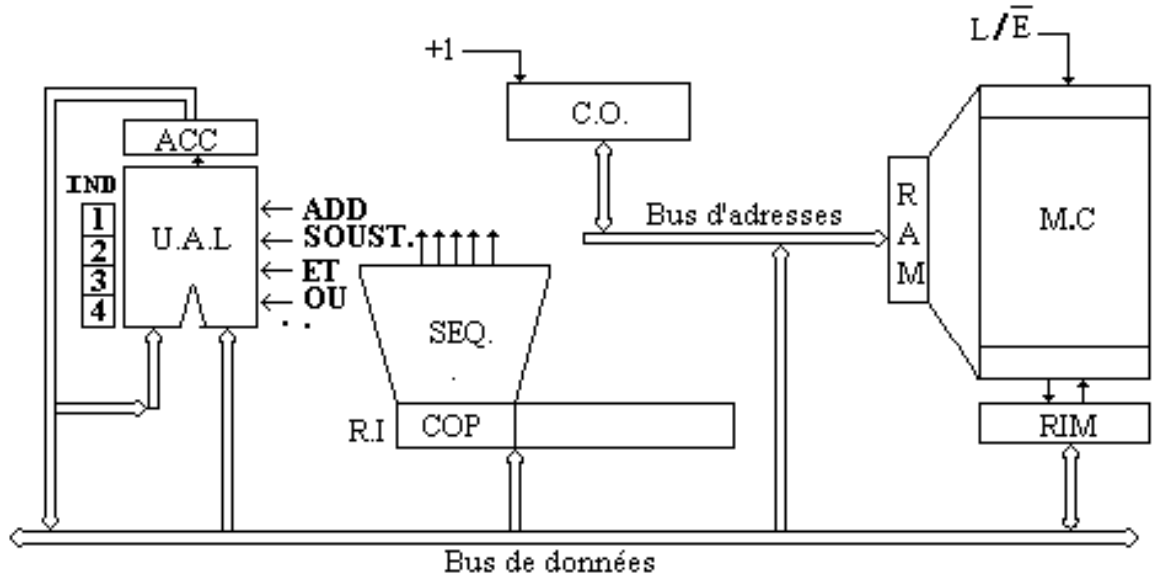 L/E̅
+1
C.O.
ACC
IND
1
2
3
4
U.A.L
← ADD
← SOUST.
← ET
← OU
. .
Bus d'adresses
R
A
M
M.C
SEQ.
.
R.I
COP
RIM
Bus de données